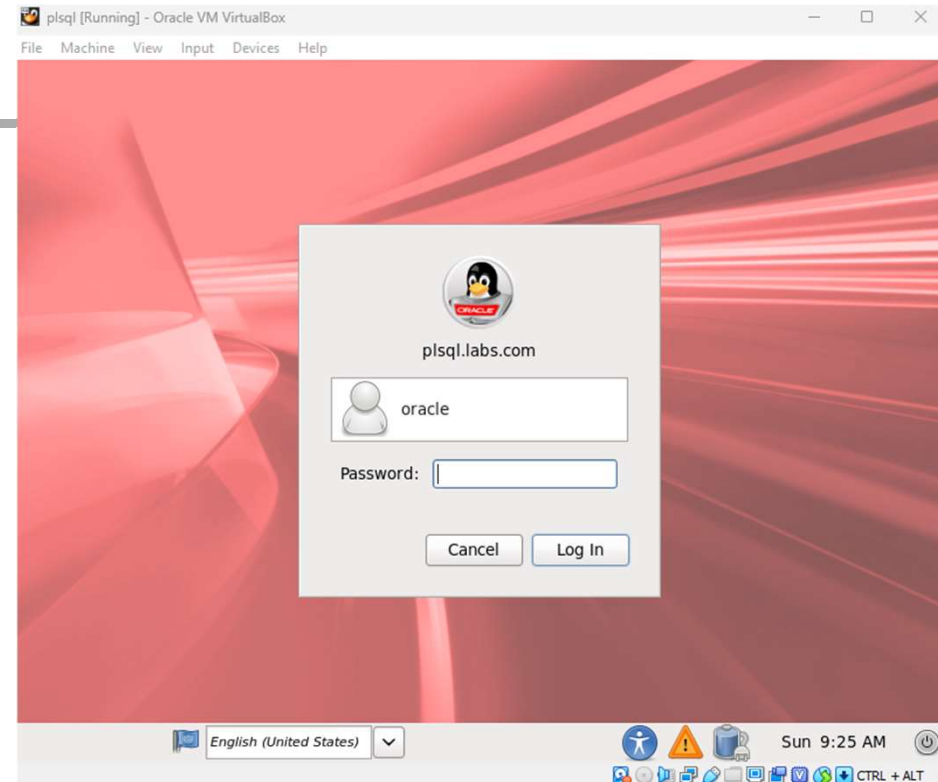 plsql [Running] - Oracle VM VirtualBox
File Machine View Input Devices Help
ORACLE
plsql.labs.com
oracle
Password:
Cancel Log In
English (United States) Sun 9:25 AM
CTRL + ALT